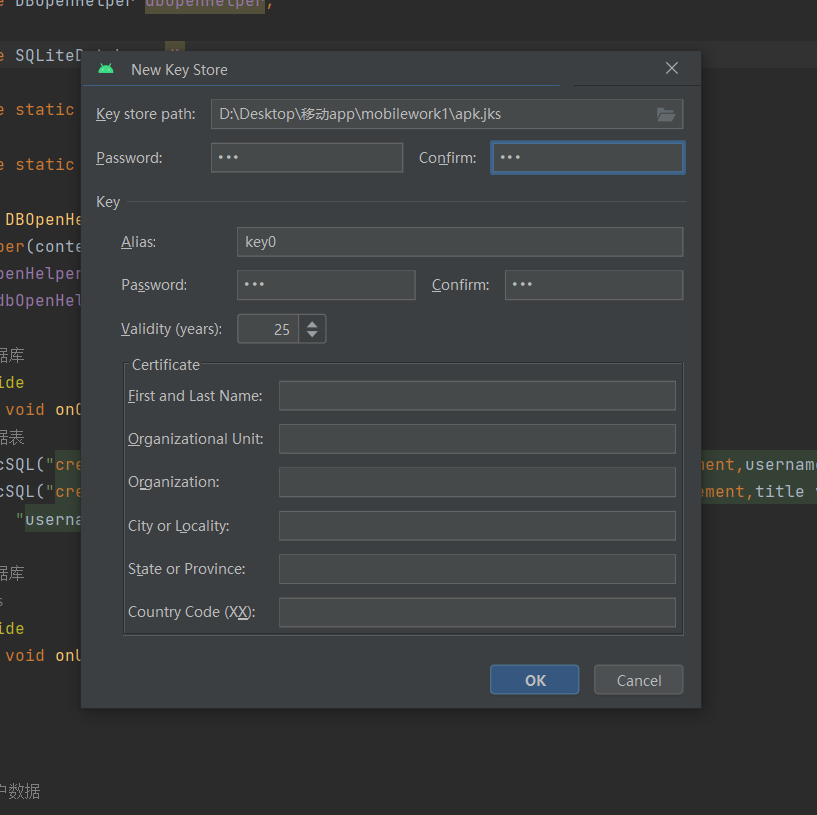 DBOpenHelper dbOpenHelper;
New Key Store
Key store path: D:\Desktop\移动app\mobilework1\apk.jks
Password: ••• Confirm: •••
Key
Alias: key0
Password: ••• Confirm: •••
Validity (years): 25
Certificate
First and Last Name:
Organizational Unit:
Organization:
City or Locality:
State or Province:
Country Code (XX):
OK Cancel
e SQLiteD
e static
e static
DBOpenHe
per(conte
penHelper
dbOpenHel
据库
ide
void onC
据表
cSQL("cre ment,usernam
cSQL("cre ement,title
"userna
据库
s
ide
void onU
户数据